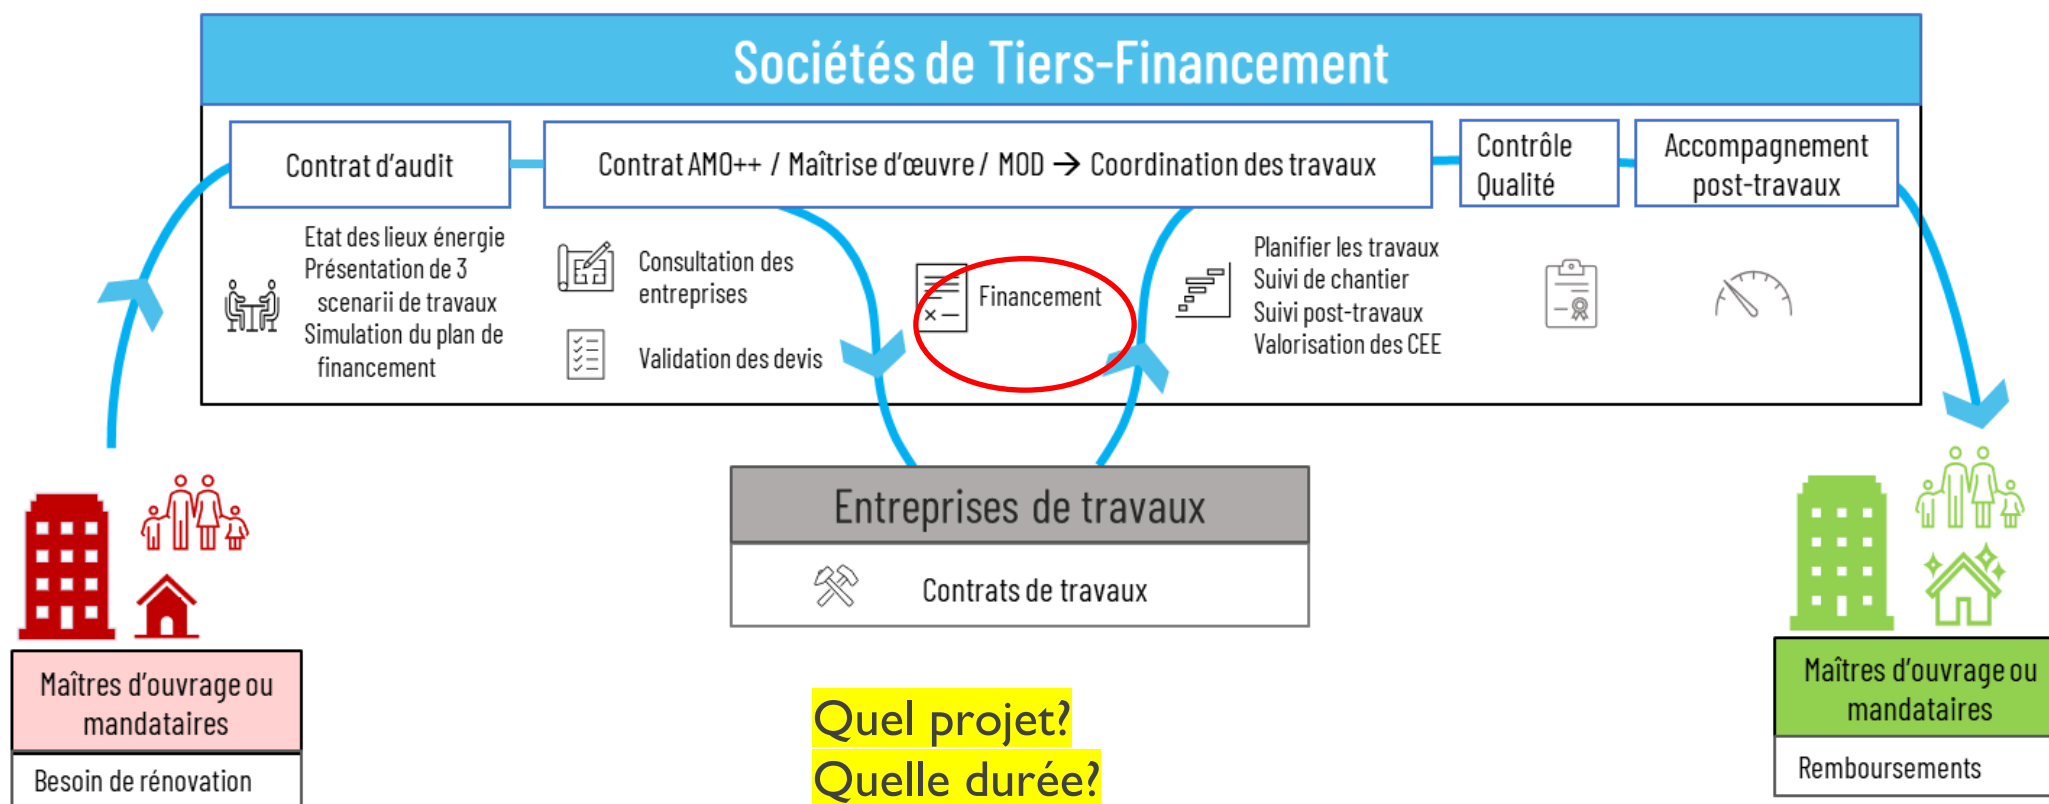 Sociétés de Tiers-Financement
Contrat d'audit
Contrat AMO++ / Maîtrise d'œuvre / MOD → Coordination des travaux
Contrôle
Qualité
Accompagnement
post-travaux
Etat des lieux énergie
Présentation de 3
scenarii de travaux
Simulation du plan de
financement
Consultation des
entreprises
Validation des devis
Financement
Planifier les travaux
Suivi de chantier
Suivi post-travaux
Valorisation des CEE
Entreprises de travaux
Contrats de travaux
Maîtres d'ouvrage ou
mandataires
Besoin de rénovation
Quel projet?
Quelle durée?
Maîtres d'ouvrage ou
mandataires
Remboursements